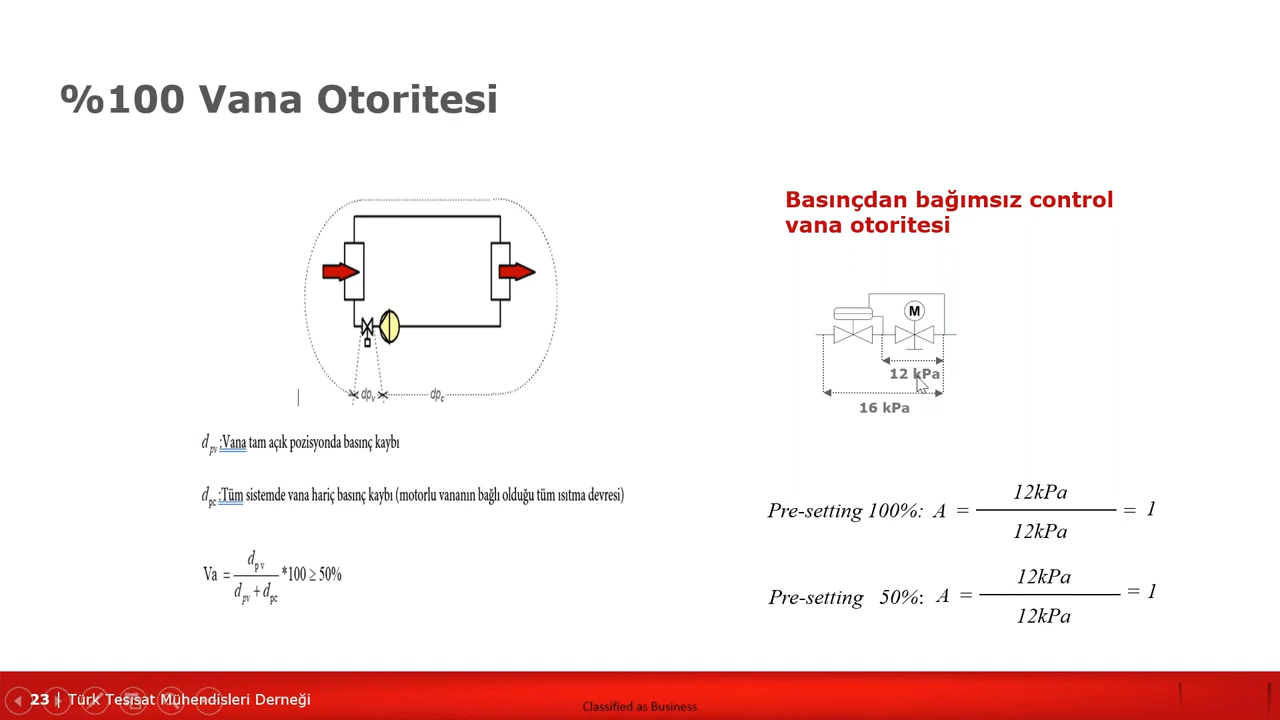 %100 Vana Otoritesi
dpv
dpc
dpv :Vana tam açık pozisyonda basınç kaybı
dpc :Tüm sistemde vana hariç basınç kaybı (motorlu vananın bağlı olduğu tüm ısıtma devresi)
Va = dpv / dpv + dpc *100 ≥ 50%
Basınçdan bağımsız control
vana otoritesi
M
12 kPa
16 kPa
Pre-setting 100%: A = 12kPa / 12kPa = 1
Pre-setting 50%: A = 12kPa / 12kPa = 1
23 | Türk Tesisat Mühendisleri Derneği
Classified as Business